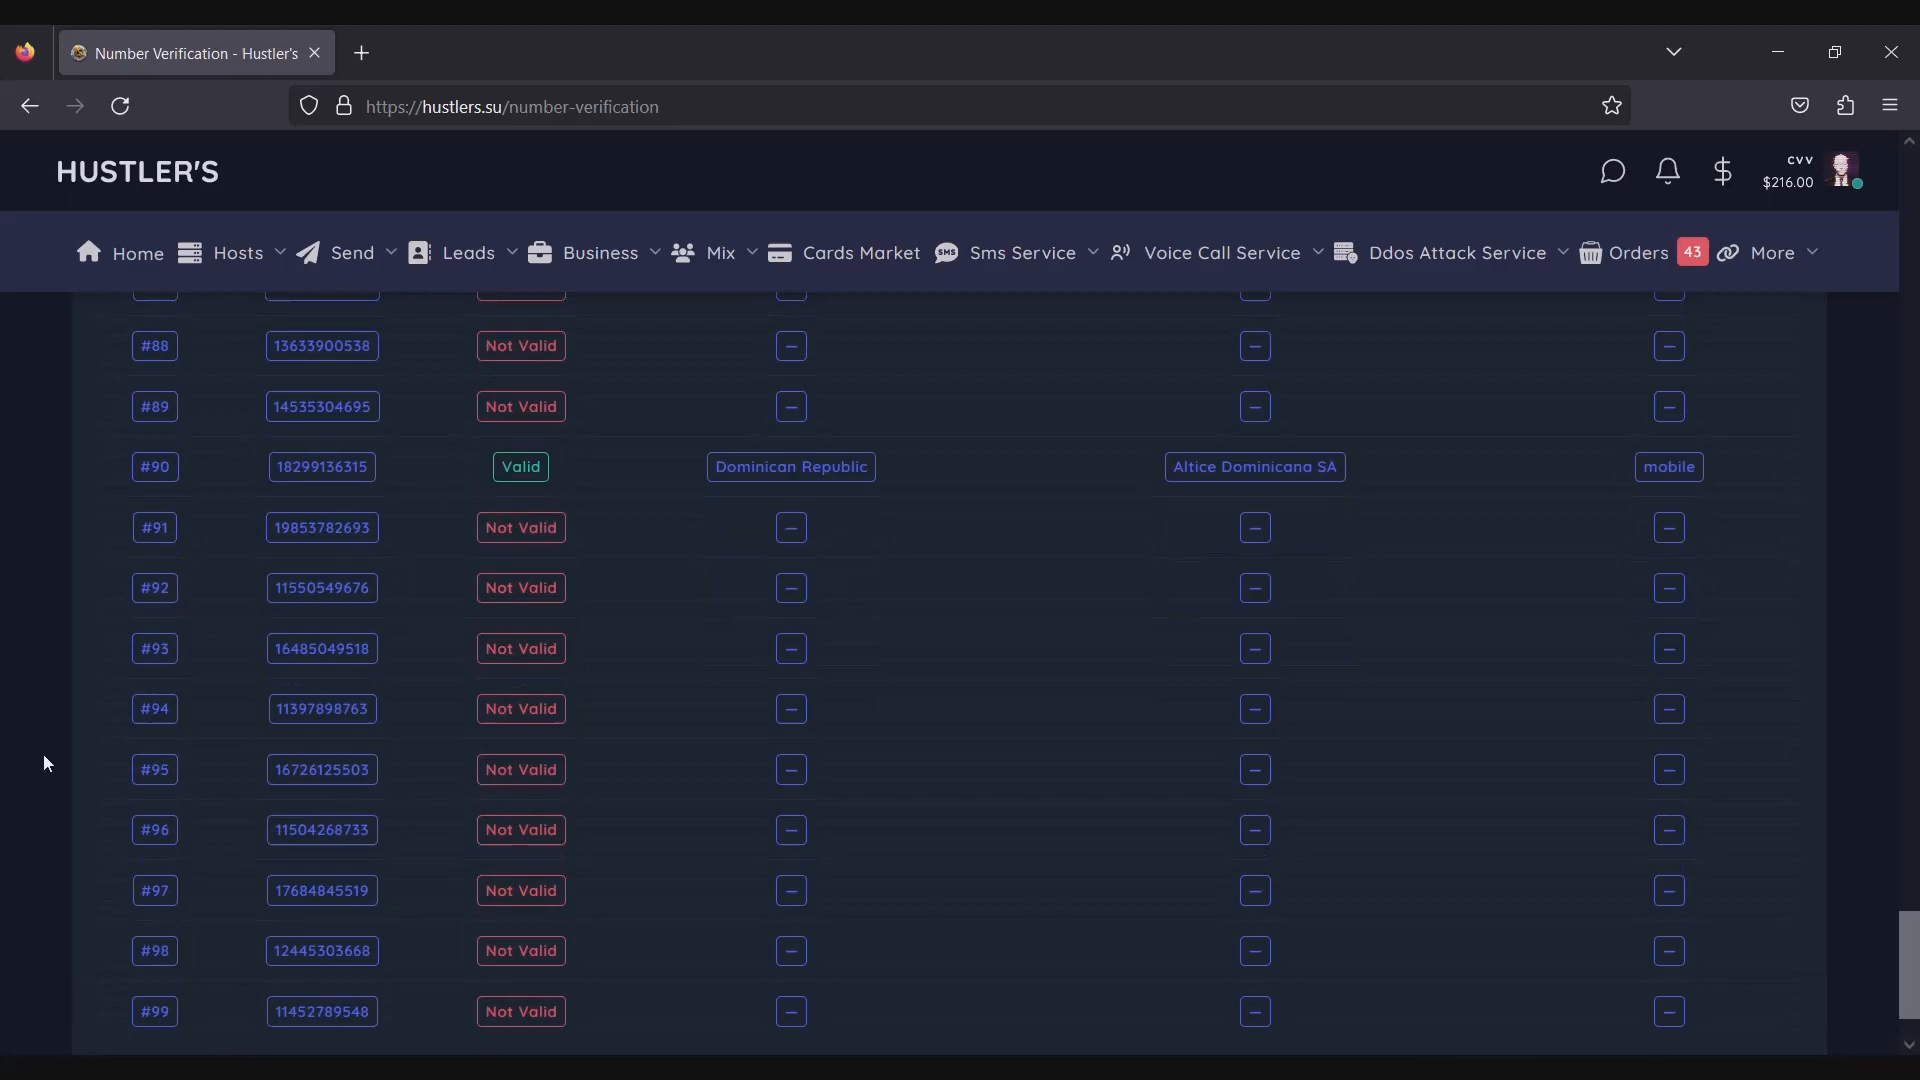 Number Verification - Hustler's
https://hustlers.su/number-verification
HUSTLER'S
cvv
$216.00
Home Hosts Send Leads Business Mix Cards Market SMS Sms Service Voice Call Service Ddos Attack Service Orders 43 More
#88 13633900538 Not Valid — — —
#89 14535304695 Not Valid — — —
#90 18299136315 Valid Dominican Republic Altice Dominicana SA mobile
#91 19853782693 Not Valid — — —
#92 11550549676 Not Valid — — —
#93 16485049518 Not Valid — — —
#94 11397898763 Not Valid — — —
#95 16726125503 Not Valid — — —
#96 11504268733 Not Valid — — —
#97 17684845519 Not Valid — — —
#98 12445303668 Not Valid — — —
#99 11452789548 Not Valid — — —